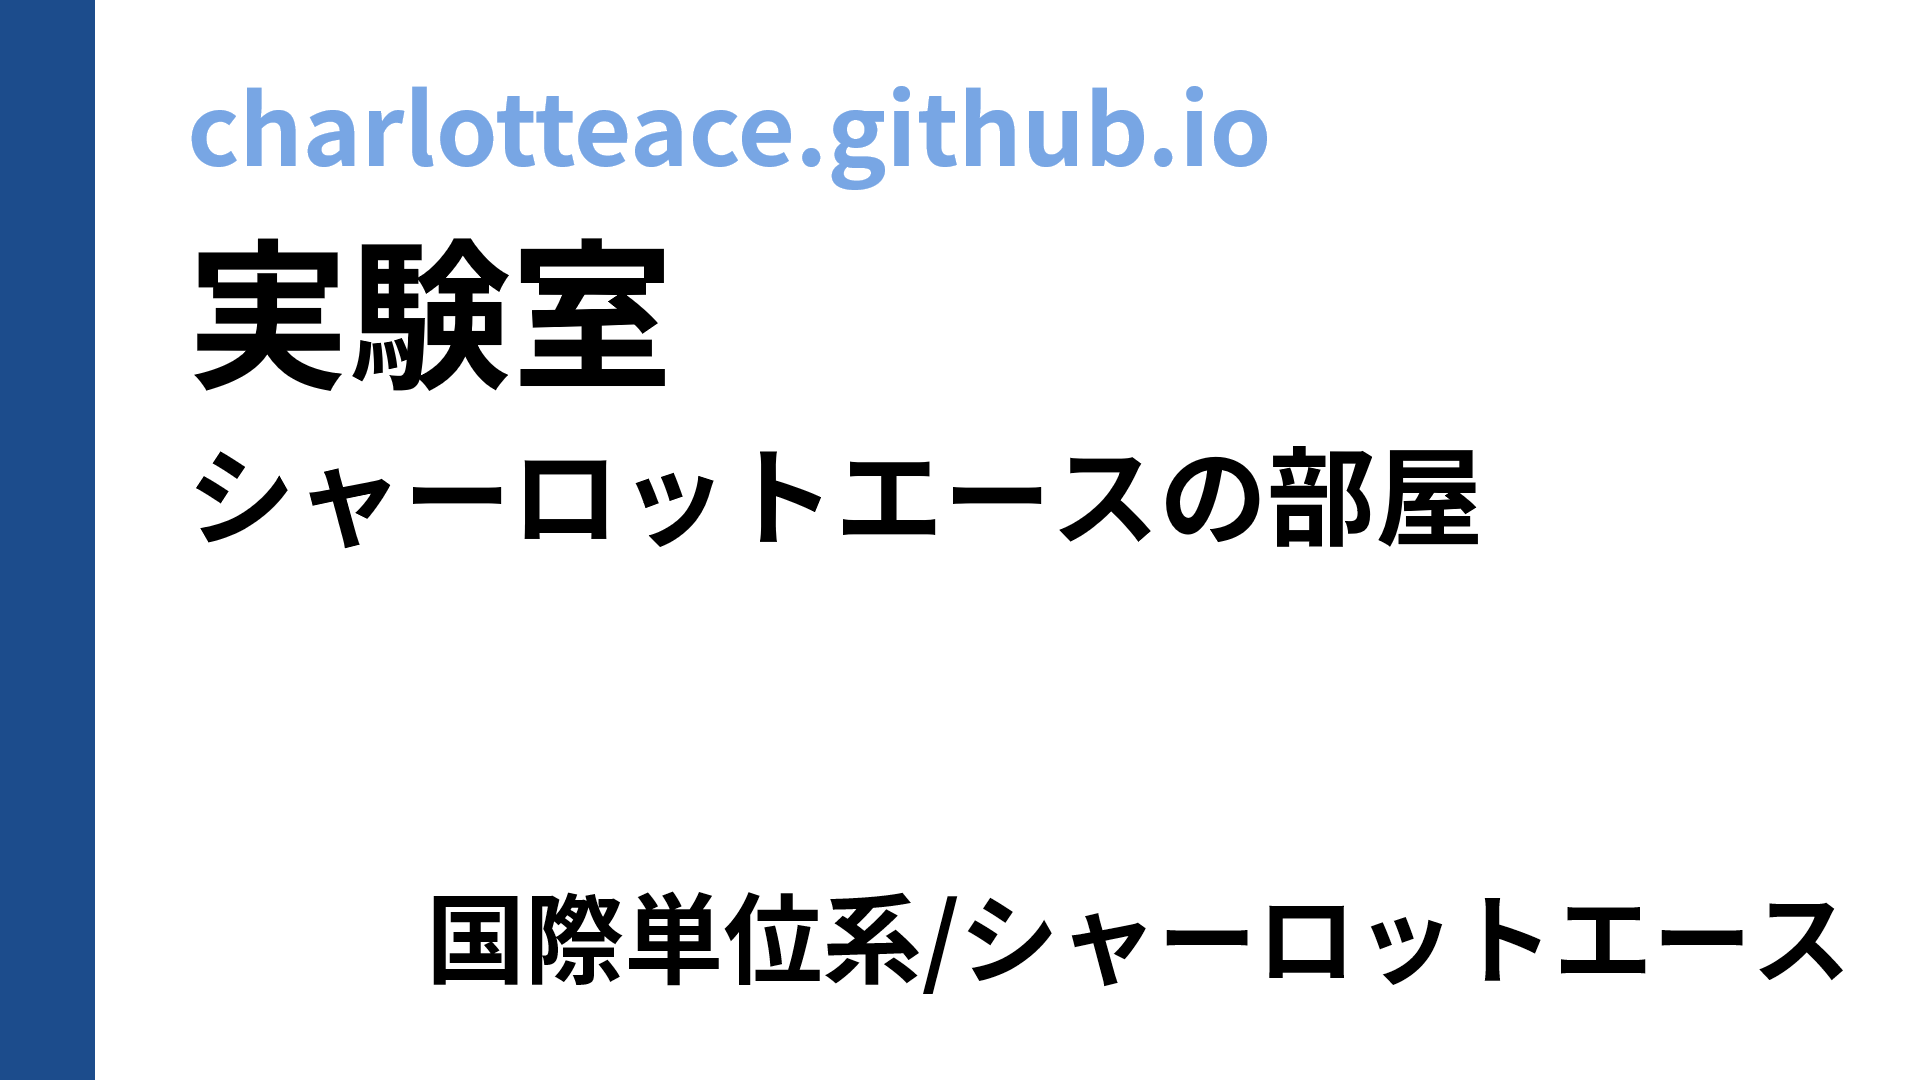 charlotteace.github.io
実験室
シャーロットエースの部屋
国際単位系/シャーロットエース